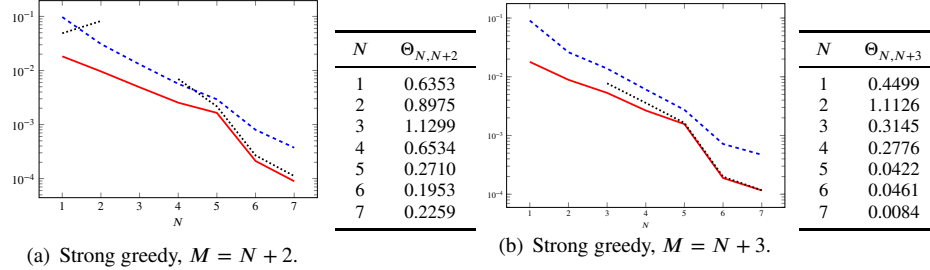 10⁻¹
10⁻²
10⁻³
10⁻⁴
1 2 3 4 5 6 7
N
N Θ_{N,N+2}
1 0.6353
2 0.8975
3 1.1299
4 0.6534
5 0.2710
6 0.1953
7 0.2259
(a) Strong greedy, M = N + 2.
10⁻¹
10⁻²
10⁻³
10⁻⁴
1 2 3 4 5 6 7
N
N Θ_{N,N+3}
1 0.4499
2 1.1126
3 0.3145
4 0.2776
5 0.0422
6 0.0461
7 0.0084
(b) Strong greedy, M = N + 3.